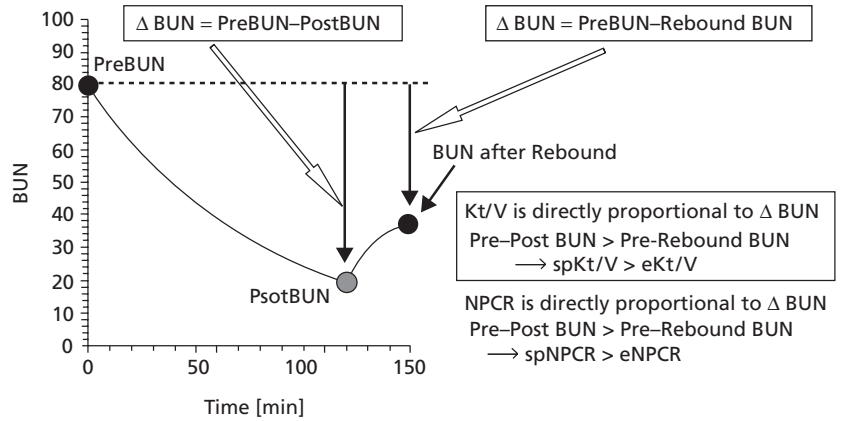 Δ BUN = PreBUN–PostBUN
Δ BUN = PreBUN–Rebound BUN
100
90
80
70
60
50
40
30
20
10
0
BUN
PreBUN
BUN after Rebound
PsotBUN
0
50
100
150
Time [min]
Kt/V is directly proportional to Δ BUN
Pre–Post BUN > Pre-Rebound BUN
→ spKt/V > eKt/V
NPCR is directly proportional to Δ BUN
Pre–Post BUN > Pre–Rebound BUN
→ spNPCR > eNPCR